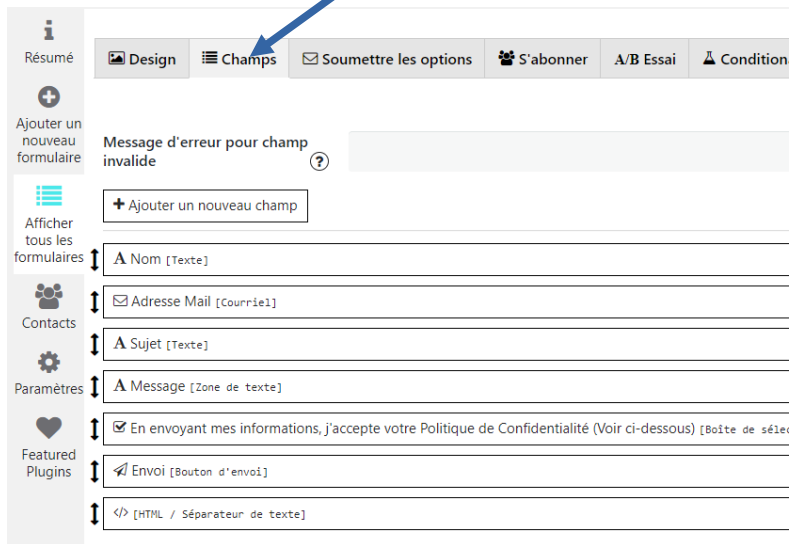 Résumé
Ajouter un
nouveau
formulaire
Afficher
tous les
formulaires
Contacts
Paramètres
Featured
Plugins
Design
Champs
Soumettre les options
S'abonner
A/B Essai
Condition
Message d'erreur pour champ
invalide ?
+ Ajouter un nouveau champ
A Nom [Texte]
Adresse Mail [Courriel]
A Sujet [Texte]
A Message [Zone de texte]
En envoyant mes informations, j'accepte votre Politique de Confidentialité (Voir ci-dessous) [Boîte de sélec
Envoi [Bouton d'envoi]
</> [HTML / Séparateur de texte]